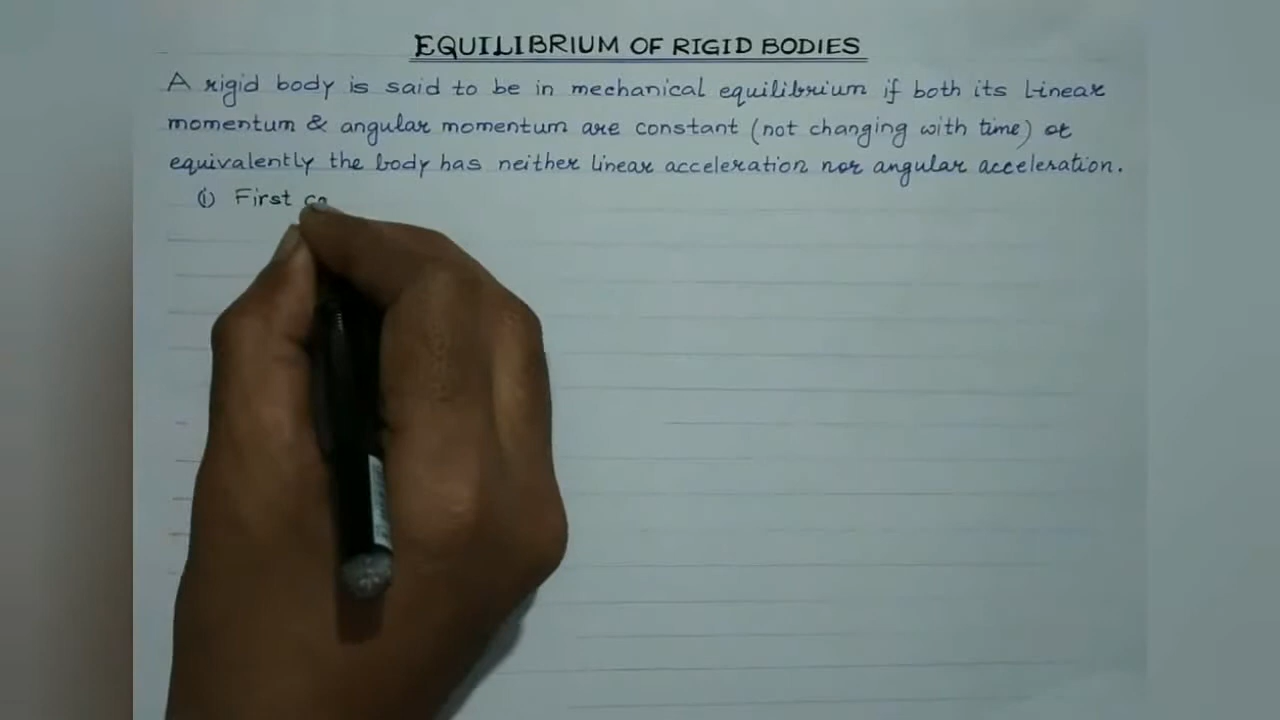 EQUILIBRIUM OF RIGID BODIES
A rigid body is said to be in mechanical equilibrium if both its linear
momentum & angular momentum are constant (not changing with time) or
equivalently the body has neither linear acceleration nor angular acceleration.
(i) First co